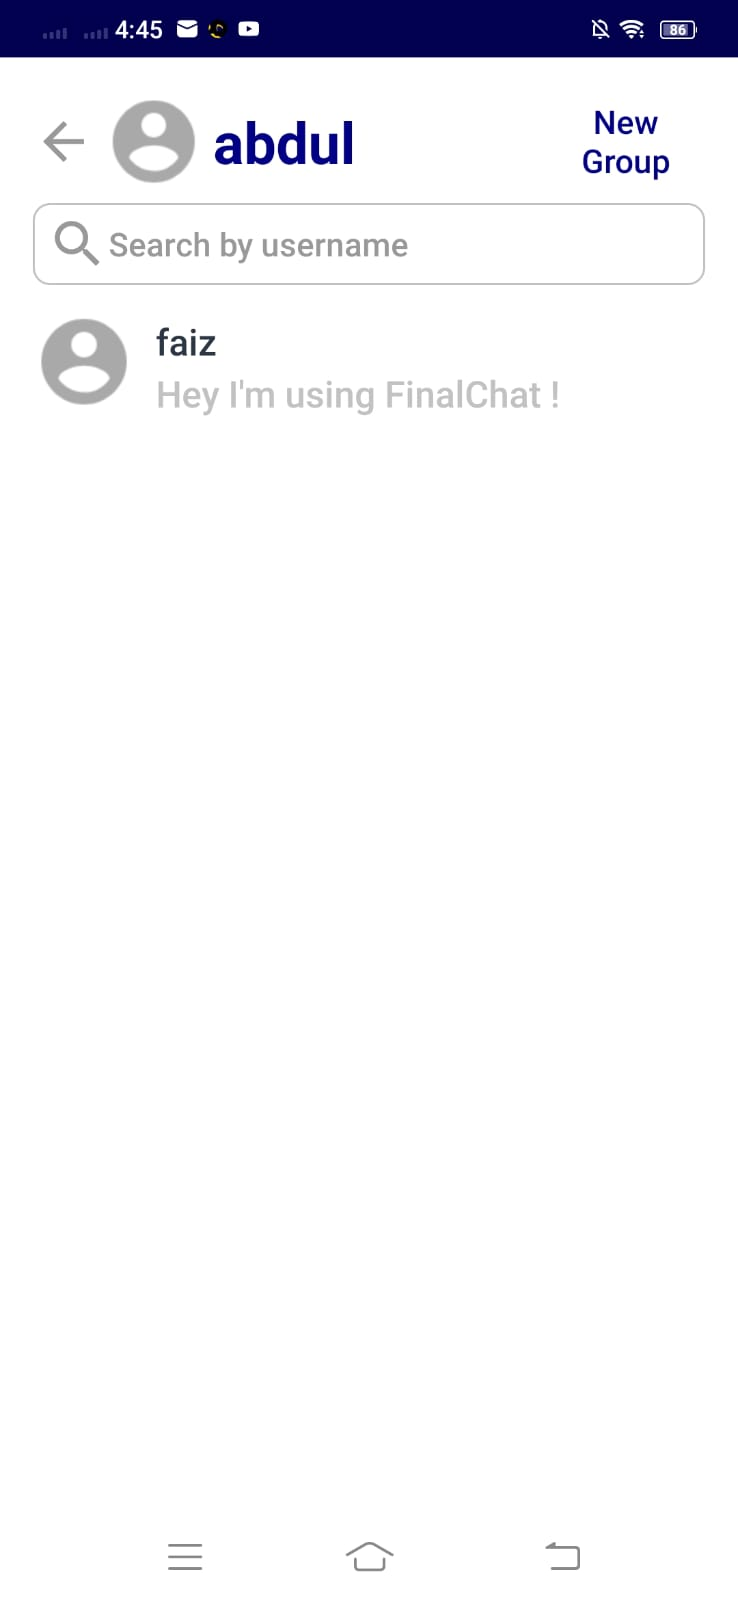 4:45
86
abdul
New
Group
Search by username
faiz
Hey I'm using FinalChat !